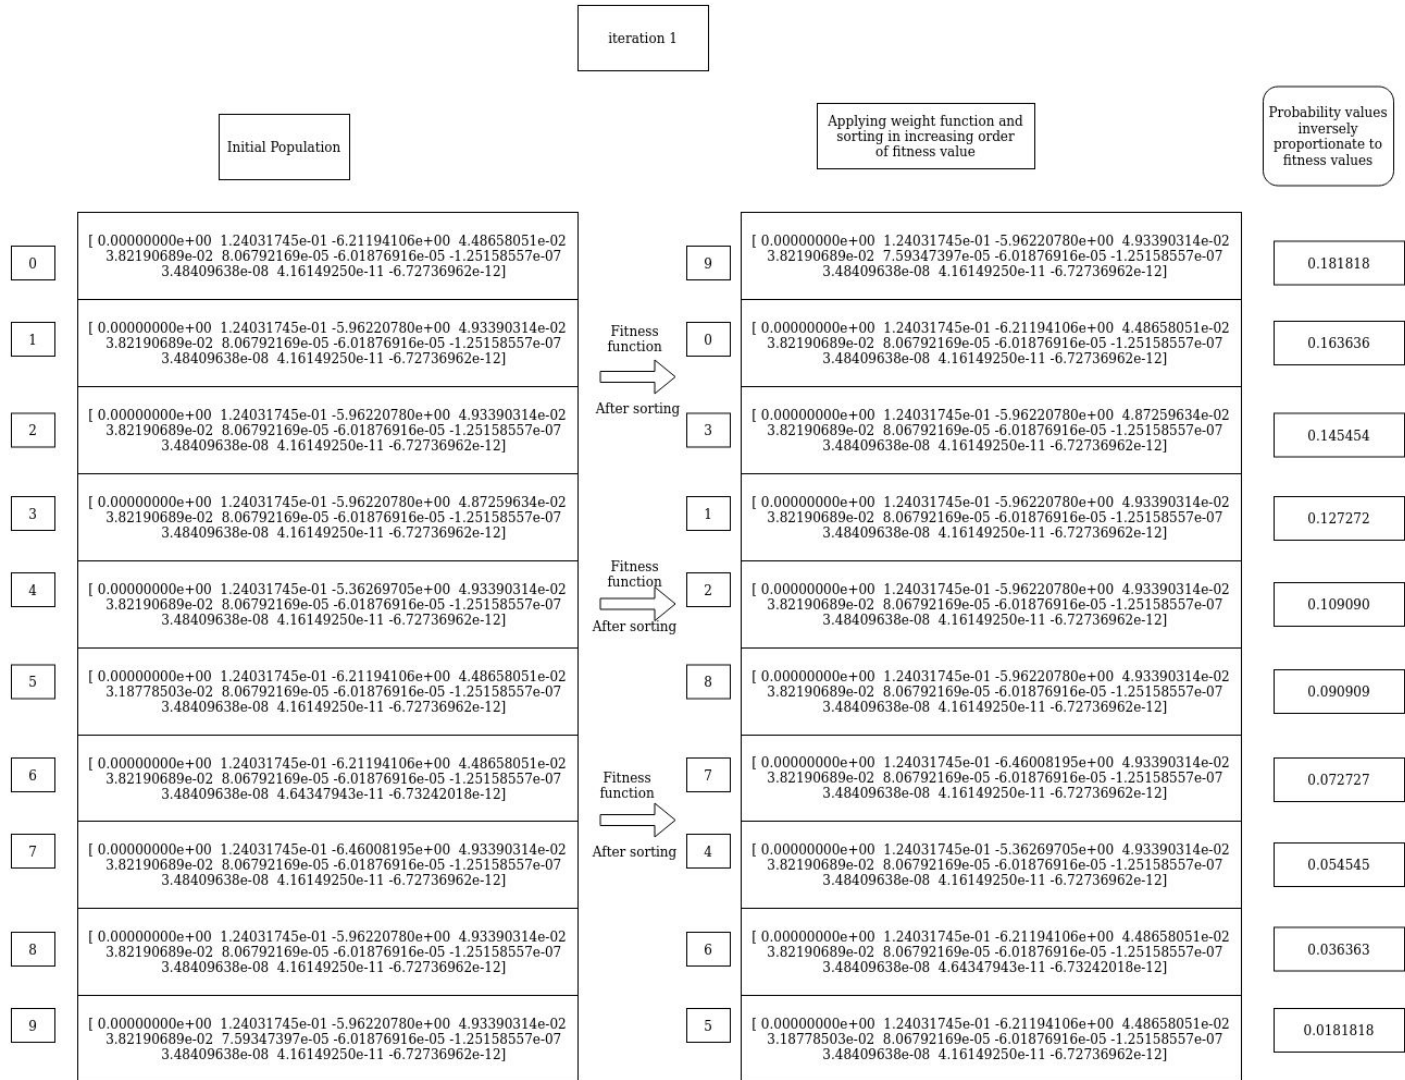 iteration 1
Initial Population
Applying weight function and
sorting in increasing order
of fitness value
Probability values
inversely
proportionate to
fitness values
0
[ 0.00000000e+00 1.24031745e-01 -6.21194106e+00 4.48658051e-02
3.82190689e-02 8.06792169e-05 -6.01876916e-05 -1.25158557e-07
3.48409638e-08 4.16149250e-11 -6.72736962e-12]
1
[ 0.00000000e+00 1.24031745e-01 -5.96220780e+00 4.93390314e-02
3.82190689e-02 8.06792169e-05 -6.01876916e-05 -1.25158557e-07
3.48409638e-08 4.16149250e-11 -6.72736962e-12]
2
[ 0.00000000e+00 1.24031745e-01 -5.96220780e+00 4.93390314e-02
3.82190689e-02 8.06792169e-05 -6.01876916e-05 -1.25158557e-07
3.48409638e-08 4.16149250e-11 -6.72736962e-12]
3
[ 0.00000000e+00 1.24031745e-01 -5.96220780e+00 4.87259634e-02
3.82190689e-02 8.06792169e-05 -6.01876916e-05 -1.25158557e-07
3.48409638e-08 4.16149250e-11 -6.72736962e-12]
4
[ 0.00000000e+00 1.24031745e-01 -5.36269705e+00 4.93390314e-02
3.82190689e-02 8.06792169e-05 -6.01876916e-05 -1.25158557e-07
3.48409638e-08 4.16149250e-11 -6.72736962e-12]
5
[ 0.00000000e+00 1.24031745e-01 -6.21194106e+00 4.48658051e-02
3.18778503e-02 8.06792169e-05 -6.01876916e-05 -1.25158557e-07
3.48409638e-08 4.16149250e-11 -6.72736962e-12]
6
[ 0.00000000e+00 1.24031745e-01 -6.21194106e+00 4.48658051e-02
3.82190689e-02 8.06792169e-05 -6.01876916e-05 -1.25158557e-07
3.48409638e-08 4.64347943e-11 -6.73242018e-12]
7
[ 0.00000000e+00 1.24031745e-01 -6.46008195e+00 4.93390314e-02
3.82190689e-02 8.06792169e-05 -6.01876916e-05 -1.25158557e-07
3.48409638e-08 4.16149250e-11 -6.72736962e-12]
8
[ 0.00000000e+00 1.24031745e-01 -5.96220780e+00 4.93390314e-02
3.82190689e-02 8.06792169e-05 -6.01876916e-05 -1.25158557e-07
3.48409638e-08 4.16149250e-11 -6.72736962e-12]
9
[ 0.00000000e+00 1.24031745e-01 -5.96220780e+00 4.93390314e-02
3.82190689e-02 7.59347397e-05 -6.01876916e-05 -1.25158557e-07
3.48409638e-08 4.16149250e-11 -6.72736962e-12]
Fitness
function
After sorting
Fitness
function
After sorting
Fitness
function
After sorting
9
[ 0.00000000e+00 1.24031745e-01 -5.96220780e+00 4.93390314e-02
3.82190689e-02 7.59347397e-05 -6.01876916e-05 -1.25158557e-07
3.48409638e-08 4.16149250e-11 -6.72736962e-12]
0.181818
0
[ 0.00000000e+00 1.24031745e-01 -6.21194106e+00 4.48658051e-02
3.82190689e-02 8.06792169e-05 -6.01876916e-05 -1.25158557e-07
3.48409638e-08 4.16149250e-11 -6.72736962e-12]
0.163636
3
[ 0.00000000e+00 1.24031745e-01 -5.96220780e+00 4.87259634e-02
3.82190689e-02 8.06792169e-05 -6.01876916e-05 -1.25158557e-07
3.48409638e-08 4.16149250e-11 -6.72736962e-12]
0.145454
1
[ 0.00000000e+00 1.24031745e-01 -5.96220780e+00 4.93390314e-02
3.82190689e-02 8.06792169e-05 -6.01876916e-05 -1.25158557e-07
3.48409638e-08 4.16149250e-11 -6.72736962e-12]
0.127272
2
[ 0.00000000e+00 1.24031745e-01 -5.96220780e+00 4.93390314e-02
3.82190689e-02 8.06792169e-05 -6.01876916e-05 -1.25158557e-07
3.48409638e-08 4.16149250e-11 -6.72736962e-12]
0.109090
8
[ 0.00000000e+00 1.24031745e-01 -5.96220780e+00 4.93390314e-02
3.82190689e-02 8.06792169e-05 -6.01876916e-05 -1.25158557e-07
3.48409638e-08 4.16149250e-11 -6.72736962e-12]
0.090909
7
[ 0.00000000e+00 1.24031745e-01 -6.46008195e+00 4.93390314e-02
3.82190689e-02 8.06792169e-05 -6.01876916e-05 -1.25158557e-07
3.48409638e-08 4.16149250e-11 -6.72736962e-12]
0.072727
4
[ 0.00000000e+00 1.24031745e-01 -5.36269705e+00 4.93390314e-02
3.82190689e-02 8.06792169e-05 -6.01876916e-05 -1.25158557e-07
3.48409638e-08 4.16149250e-11 -6.72736962e-12]
0.054545
6
[ 0.00000000e+00 1.24031745e-01 -6.21194106e+00 4.48658051e-02
3.82190689e-02 8.06792169e-05 -6.01876916e-05 -1.25158557e-07
3.48409638e-08 4.64347943e-11 -6.73242018e-12]
0.036363
5
[ 0.00000000e+00 1.24031745e-01 -6.21194106e+00 4.48658051e-02
3.18778503e-02 8.06792169e-05 -6.01876916e-05 -1.25158557e-07
3.48409638e-08 4.16149250e-11 -6.72736962e-12]
0.0181818